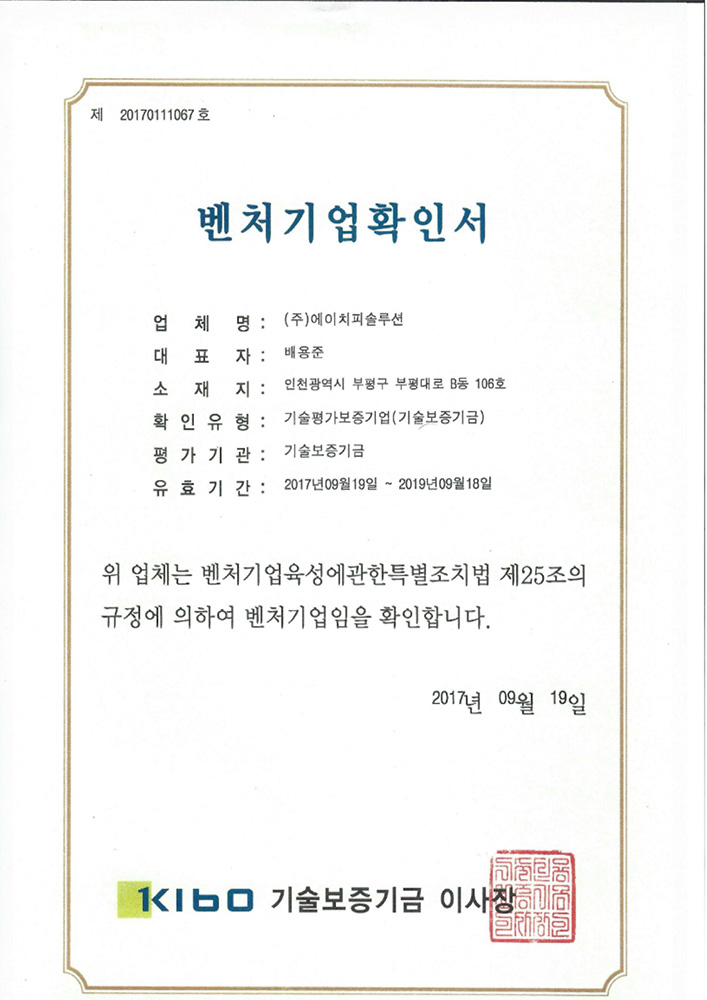 제 20170111067 호
벤처기업확인서
업 체 명 : (주)에이치피솔루션
대 표 자 : 배용준
소 재 지 : 인천광역시 부평구 부평대로 B동 106호
확 인 유 형 : 기술평가보증기업(기술보증기금)
평 가 기 관 : 기술보증기금
유 효 기 간 : 2017년09월19일 ~ 2019년09월18일
위 업체는 벤처기업육성에관한특별조치법 제25조의
규정에 의하여 벤처기업임을 확인합니다.
2017년 09월 19일
KIBO 기술보증기금 이사장